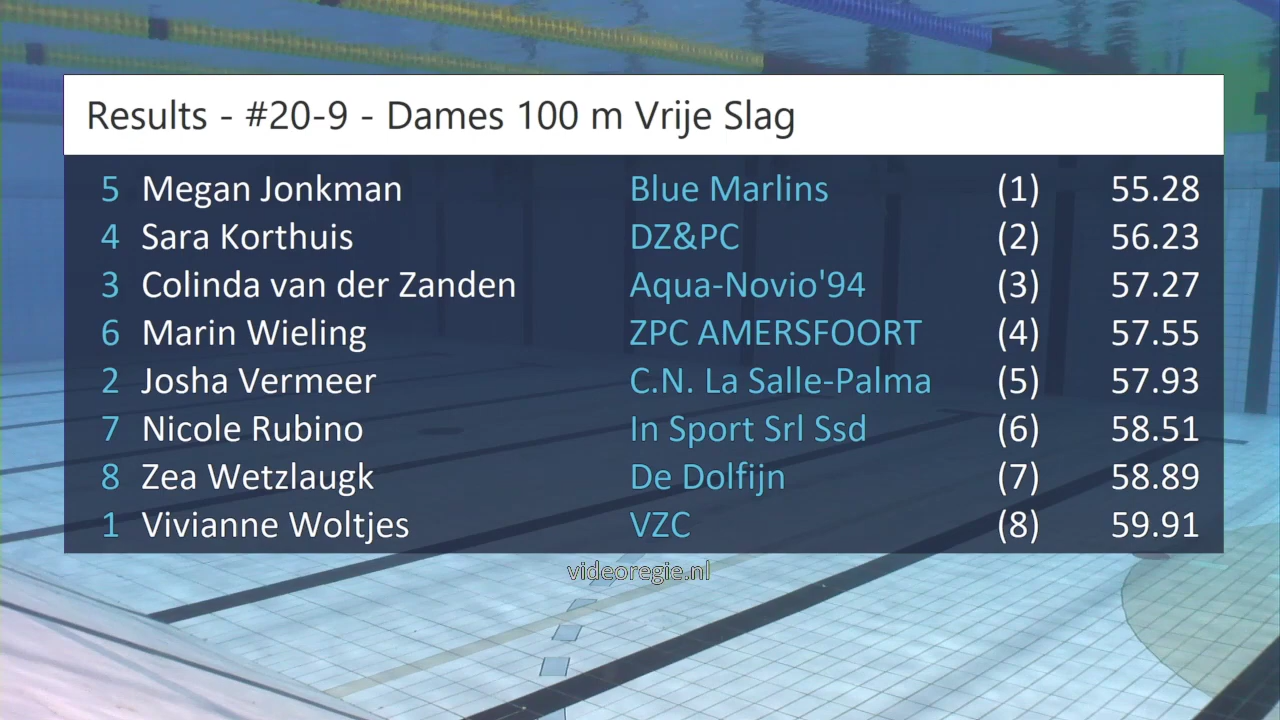 Results - #20-9 - Dames 100 m Vrije Slag
5 Megan Jonkman Blue Marlins (1) 55.28
4 Sara Korthuis DZ&PC (2) 56.23
3 Colinda van der Zanden Aqua-Novio'94 (3) 57.27
6 Marin Wieling ZPC AMERSFOORT (4) 57.55
2 Josha Vermeer C.N. La Salle-Palma (5) 57.93
7 Nicole Rubino In Sport Srl Ssd (6) 58.51
8 Zea Wetzlaugk De Dolfijn (7) 58.89
1 Vivianne Woltjes VZC (8) 59.91
videoregie.nl